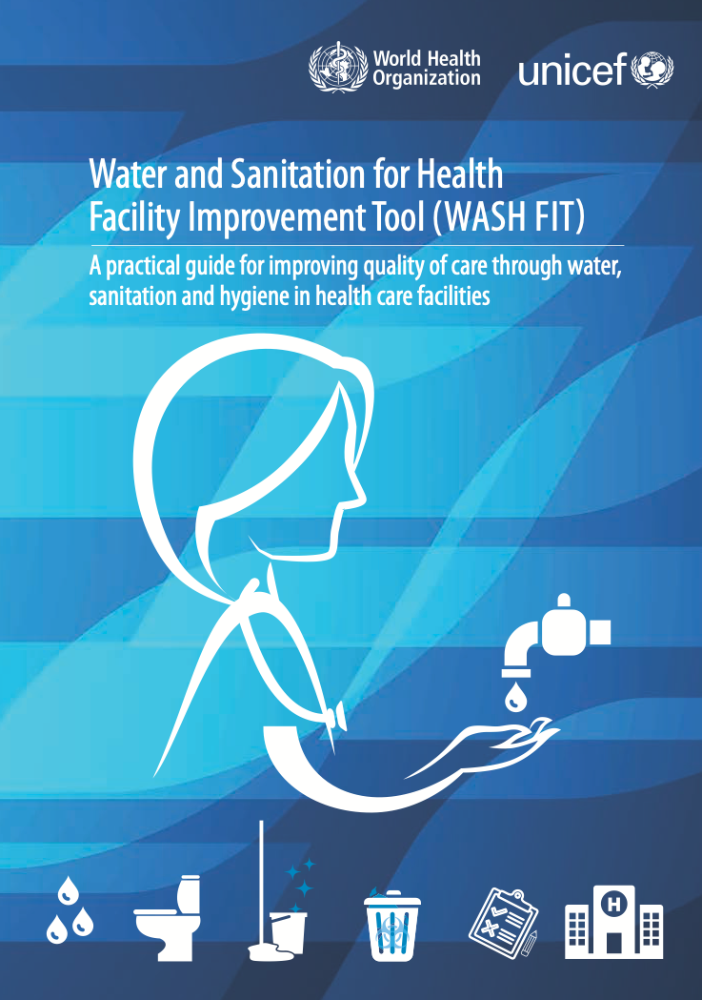 World Health
Organization
unicef
Water and Sanitation for Health
Facility Improvement Tool (WASH FIT)
A practical guide for improving quality of care through water,
sanitation and hygiene in health care facilities
H